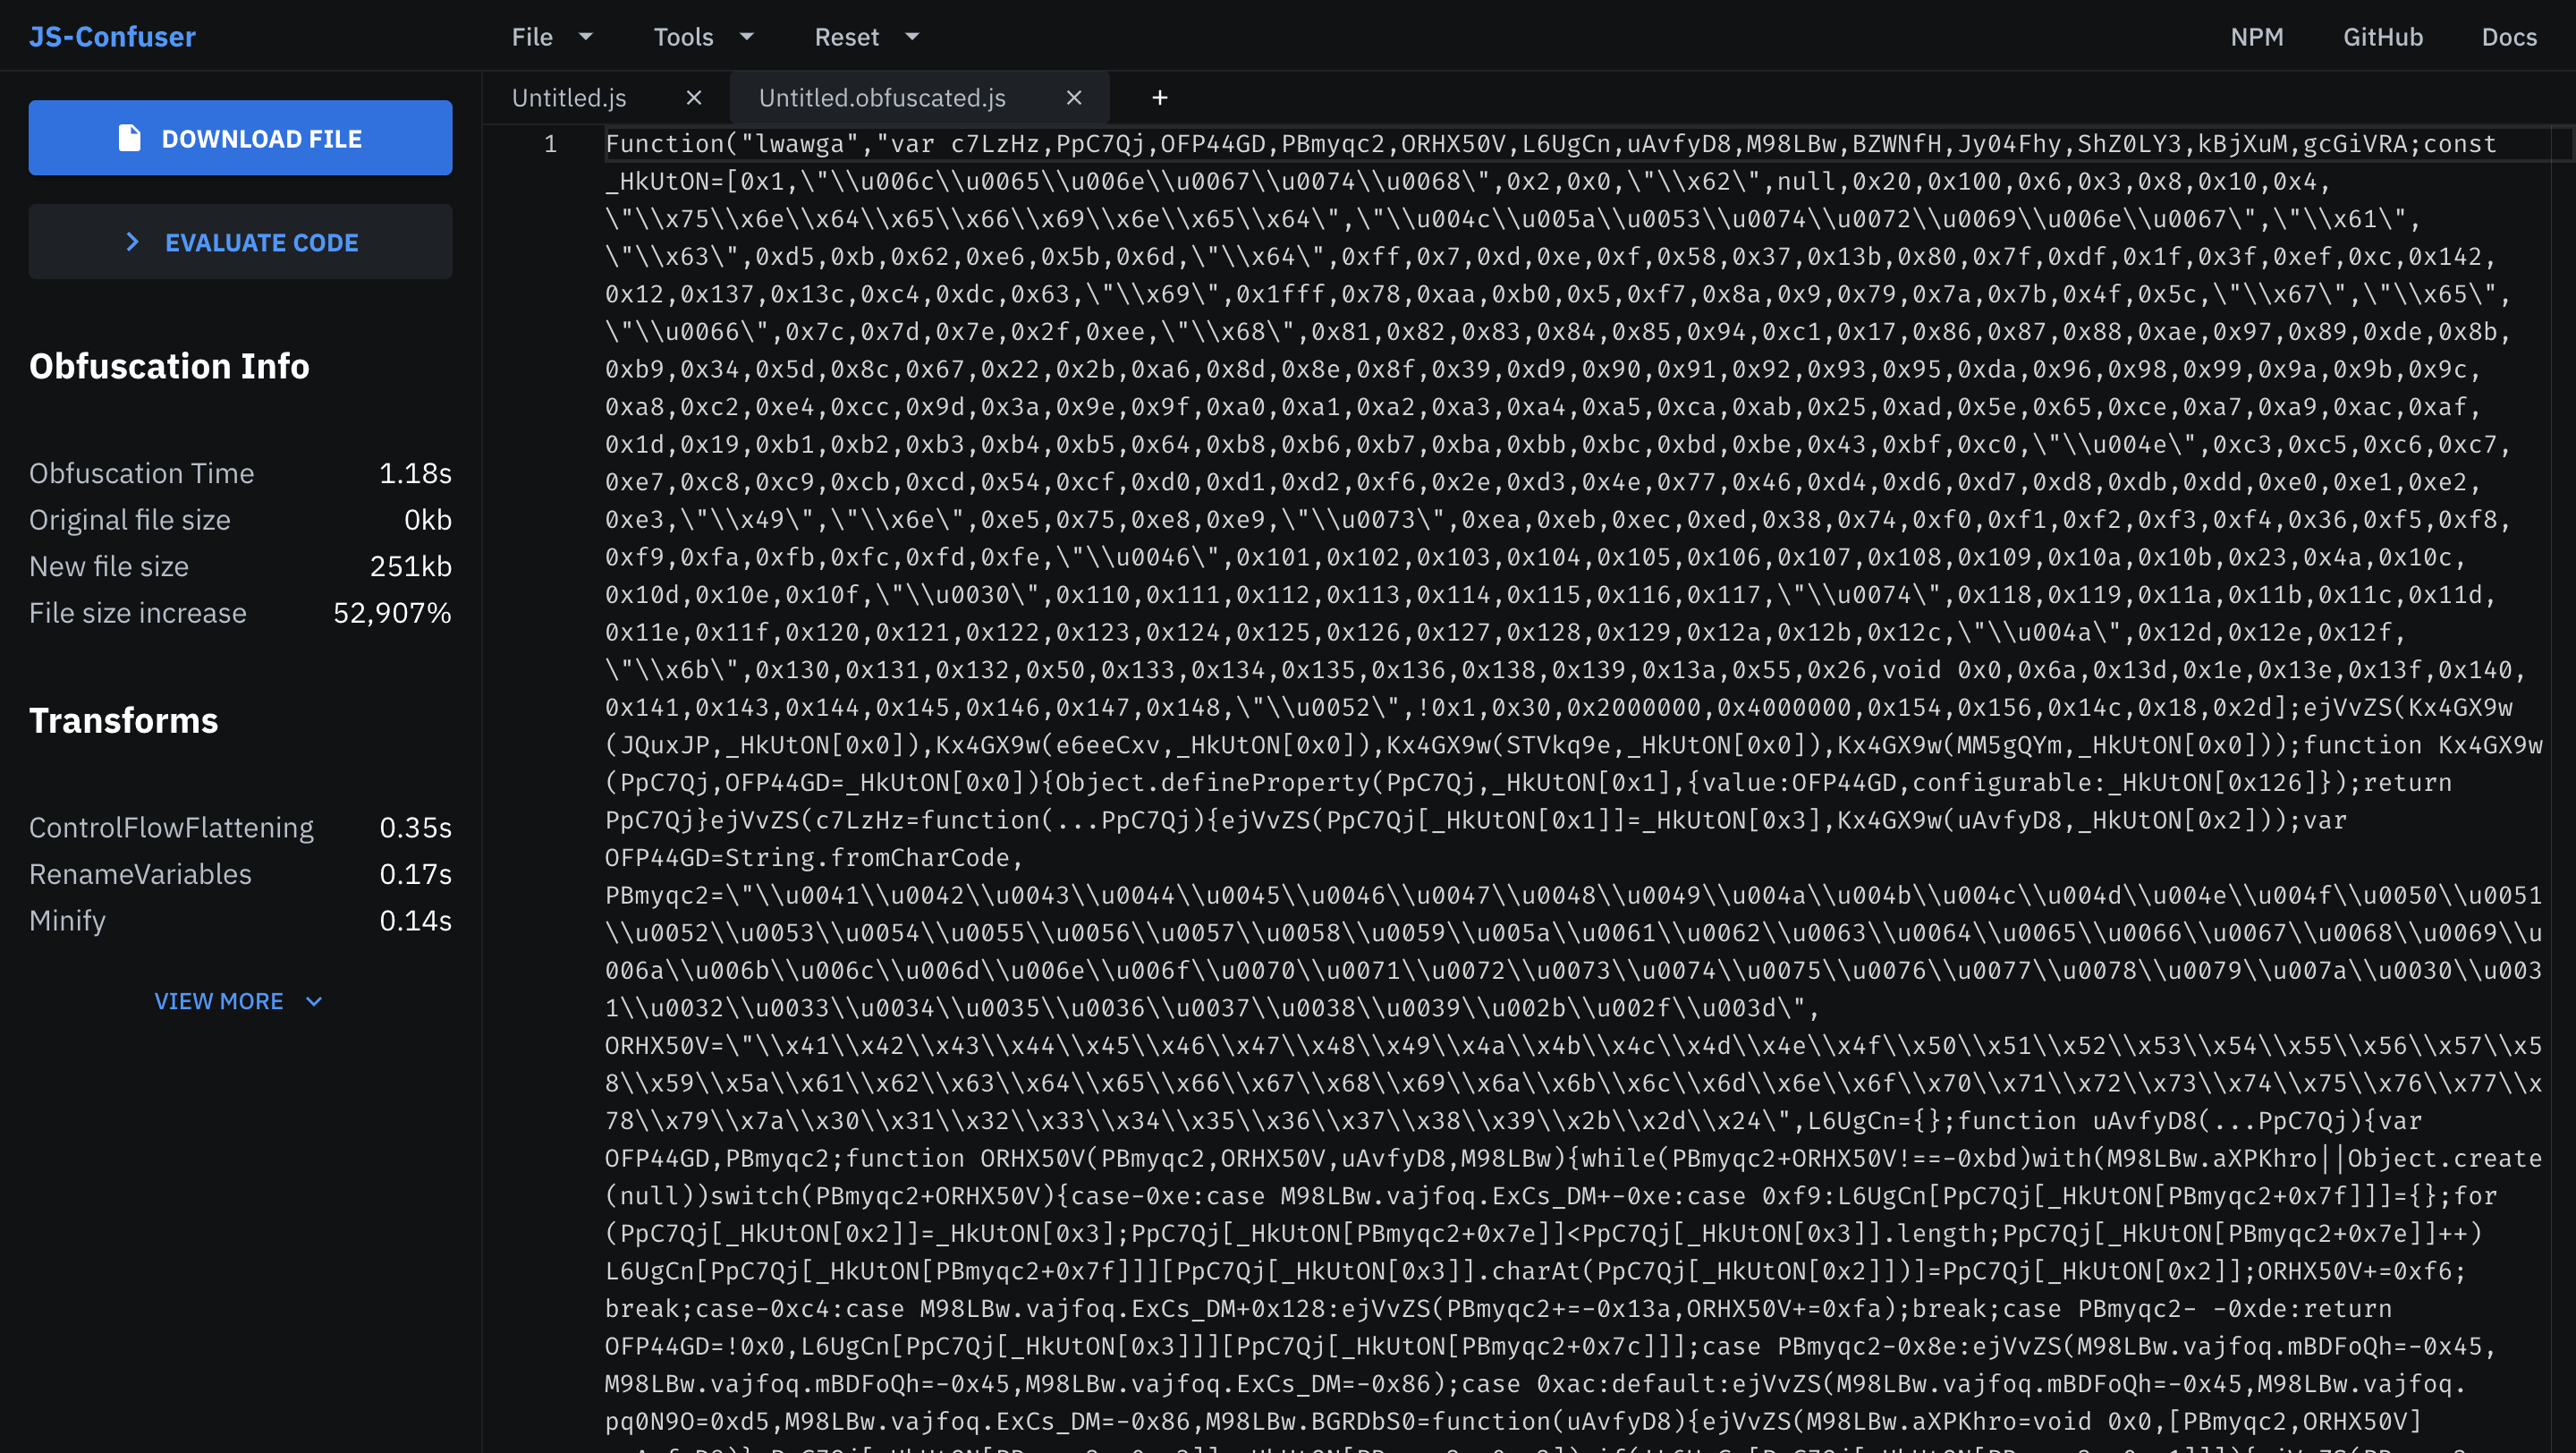 JS-Confuser
File
Tools
Reset
NPM
GitHub
Docs
DOWNLOAD FILE
EVALUATE CODE
Obfuscation Info
Obfuscation Time 1.18s
Original file size 0kb
New file size 251kb
File size increase 52,907%
Transforms
ControlFlowFlattening 0.35s
RenameVariables 0.17s
Minify 0.14s
VIEW MORE
Untitled.js
Untitled.obfuscated.js
+
1
Function("lwawga","var c7LzHz,PpC7Qj,OFP44GD,PBmyqc2,ORHX50V,L6UgCn,uAvfyD8,M98LBw,BZWNfH,Jy04Fhy,ShZ0LY3,kBjXuM,gcGiVRA;const
_HkUtON=[0x1,\"\\u006c\\u0065\\u006e\\u0067\\u0074\\u0068\",0x2,0x0,\"\\x62\",null,0x20,0x100,0x6,0x3,0x8,0x10,0x4,
\"\\x75\\x6e\\x64\\x65\\x66\\x69\\x6e\\x65\\x64\",\"\\u004c\\u005a\\u0053\\u0074\\u0072\\u0069\\u006e\\u0067\",\"\\x61\",
\"\\x63\",0xd5,0xb,0x62,0xe6,0x5b,0x6d,\"\\x64\",0xff,0x7,0xd,0xe,0xf,0x58,0x37,0x13b,0x80,0x7f,0xdf,0x1f,0x3f,0xef,0xc,0x142,
0x12,0x137,0x13c,0xc4,0xdc,0x63,\"\\x69\",0x1fff,0x78,0xaa,0xb0,0x5,0xf7,0x8a,0x9,0x79,0x7a,0x7b,0x4f,0x5c,\"\\x67\",\"\\x65\",
\"\\u0066\",0x7c,0x7d,0x7e,0x2f,0xee,\"\\x68\",0x81,0x82,0x83,0x84,0x85,0x94,0xc1,0x17,0x86,0x87,0x88,0xae,0x97,0x89,0xde,0x8b,
0xb9,0x34,0x5d,0x8c,0x67,0x22,0x2b,0xa6,0x8d,0x8e,0x8f,0x39,0xd9,0x90,0x91,0x92,0x93,0x95,0xda,0x96,0x98,0x99,0x9a,0x9b,0x9c,
0xa8,0xc2,0xe4,0xcc,0x9d,0x3a,0x9e,0x9f,0xa0,0xa1,0xa2,0xa3,0xa4,0xa5,0xca,0xab,0x25,0xad,0x5e,0x65,0xce,0xa7,0xa9,0xac,0xaf,
0x1d,0x19,0xb1,0xb2,0xb3,0xb4,0xb5,0x64,0xb8,0xb6,0xb7,0xba,0xbb,0xbc,0xbd,0xbe,0x43,0xbf,0xc0,\"\\u004e\",0xc3,0xc5,0xc6,0xc7,
0xe7,0xc8,0xc9,0xcb,0xcd,0x54,0xcf,0xd0,0xd1,0xd2,0xf6,0x2e,0xd3,0x4e,0x77,0x46,0xd4,0xd6,0xd7,0xd8,0xdb,0xdd,0xe0,0xe1,0xe2,
0xe3,\"\\x49\",\"\\x6e\",0xe5,0x75,0xe8,0xe9,\"\\u0073\",0xea,0xeb,0xec,0xed,0x38,0x74,0xf0,0xf1,0xf2,0xf3,0xf4,0x36,0xf5,0xf8,
0xf9,0xfa,0xfb,0xfc,0xfd,0xfe,\"\\u0046\",0x101,0x102,0x103,0x104,0x105,0x106,0x107,0x108,0x109,0x10a,0x10b,0x23,0x4a,0x10c,
0x10d,0x10e,0x10f,\"\\u0030\",0x110,0x111,0x112,0x113,0x114,0x115,0x116,0x117,\"\\u0074\",0x118,0x119,0x11a,0x11b,0x11c,0x11d,
0x11e,0x11f,0x120,0x121,0x122,0x123,0x124,0x125,0x126,0x127,0x128,0x129,0x12a,0x12b,0x12c,\"\\u004a\",0x12d,0x12e,0x12f,
\"\\x6b\",0x130,0x131,0x132,0x50,0x133,0x134,0x135,0x136,0x138,0x139,0x13a,0x55,0x26,void 0x0,0x6a,0x13d,0x1e,0x13e,0x13f,0x140,
0x141,0x143,0x144,0x145,0x146,0x147,0x148,\"\\u0052\",!0x1,0x30,0x2000000,0x4000000,0x154,0x156,0x14c,0x18,0x2d];ejVvZS(Kx4GX9w
(JQuxJP,_HkUtON[0x0]),Kx4GX9w(e6eeCxv,_HkUtON[0x0]),Kx4GX9w(STVkq9e,_HkUtON[0x0]),Kx4GX9w(MM5gQYm,_HkUtON[0x0]));function Kx4GX9w
(PpC7Qj,OFP44GD=_HkUtON[0x0]){Object.defineProperty(PpC7Qj,_HkUtON[0x1],{value:OFP44GD,configurable:_HkUtON[0x126]});return
PpC7Qj}ejVvZS(c7LzHz=function(...PpC7Qj){ejVvZS(PpC7Qj[_HkUtON[0x1]]=_HkUtON[0x3],Kx4GX9w(uAvfyD8,_HkUtON[0x2]));var
OFP44GD=String.fromCharCode,
PBmyqc2=\"\\u0041\\u0042\\u0043\\u0044\\u0045\\u0046\\u0047\\u0048\\u0049\\u004a\\u004b\\u004c\\u004d\\u004e\\u004f\\u0050\\u0051
\\u0052\\u0053\\u0054\\u0055\\u0056\\u0057\\u0058\\u0059\\u005a\\u0061\\u0062\\u0063\\u0064\\u0065\\u0066\\u0067\\u0068\\u0069\\u
006a\\u006b\\u006c\\u006d\\u006e\\u006f\\u0070\\u0071\\u0072\\u0073\\u0074\\u0075\\u0076\\u0077\\u0078\\u0079\\u007a\\u0030\\u003
1\\u0032\\u0033\\u0034\\u0035\\u0036\\u0037\\u0038\\u0039\\u002b\\u002f\\u003d\",
ORHX50V=\"\\x41\\x42\\x43\\x44\\x45\\x46\\x47\\x48\\x49\\x4a\\x4b\\x4c\\x4d\\x4e\\x4f\\x50\\x51\\x52\\x53\\x54\\x55\\x56\\x57\\x5
8\\x59\\x5a\\x61\\x62\\x63\\x64\\x65\\x66\\x67\\x68\\x69\\x6a\\x6b\\x6c\\x6d\\x6e\\x6f\\x70\\x71\\x72\\x73\\x74\\x75\\x76\\x77\\x
78\\x79\\x7a\\x30\\x31\\x32\\x33\\x34\\x35\\x36\\x37\\x38\\x39\\x2b\\x2d\\x24\",L6UgCn={};function uAvfyD8(...PpC7Qj){var
OFP44GD,PBmyqc2;function ORHX50V(PBmyqc2,ORHX50V,uAvfyD8,M98LBw){while(PBmyqc2+ORHX50V!==-0xbd)with(M98LBw.aXPKhro||Object.create
(null))switch(PBmyqc2+ORHX50V){case-0xe:case M98LBw.vajfoq.ExCs_DM+-0xe:case 0xf9:L6UgCn[PpC7Qj[_HkUtON[PBmyqc2+0x7f]]]={};for
(PpC7Qj[_HkUtON[0x2]]=_HkUtON[0x3];PpC7Qj[_HkUtON[PBmyqc2+0x7e]]<PpC7Qj[_HkUtON[0x3]].length;PpC7Qj[_HkUtON[PBmyqc2+0x7e]]++)
L6UgCn[PpC7Qj[_HkUtON[PBmyqc2+0x7f]]][PpC7Qj[_HkUtON[0x3]].charAt(PpC7Qj[_HkUtON[0x2]])]=PpC7Qj[_HkUtON[0x2]];ORHX50V+=0xf6;
break;case-0xc4:case M98LBw.vajfoq.ExCs_DM+0x128:ejVvZS(PBmyqc2+=-0x13a,ORHX50V+=0xfa);break;case PBmyqc2- -0xde:return
OFP44GD=!0x0,L6UgCn[PpC7Qj[_HkUtON[0x3]]][PpC7Qj[_HkUtON[PBmyqc2+0x7c]]];case PBmyqc2-0x8e:ejVvZS(M98LBw.vajfoq.mBDFoQh=-0x45,
M98LBw.vajfoq.mBDFoQh=-0x45,M98LBw.vajfoq.ExCs_DM=-0x86);case 0xac:default:ejVvZS(M98LBw.vajfoq.mBDFoQh=-0x45,M98LBw.vajfoq.
pq0N9O=0xd5,M98LBw.vajfoq.ExCs_DM=-0x86,M98LBw.BGRDbS0=function(uAvfyD8){ejVvZS(M98LBw.aXPKhro=void 0x0,[PBmyqc2,ORHX50V]